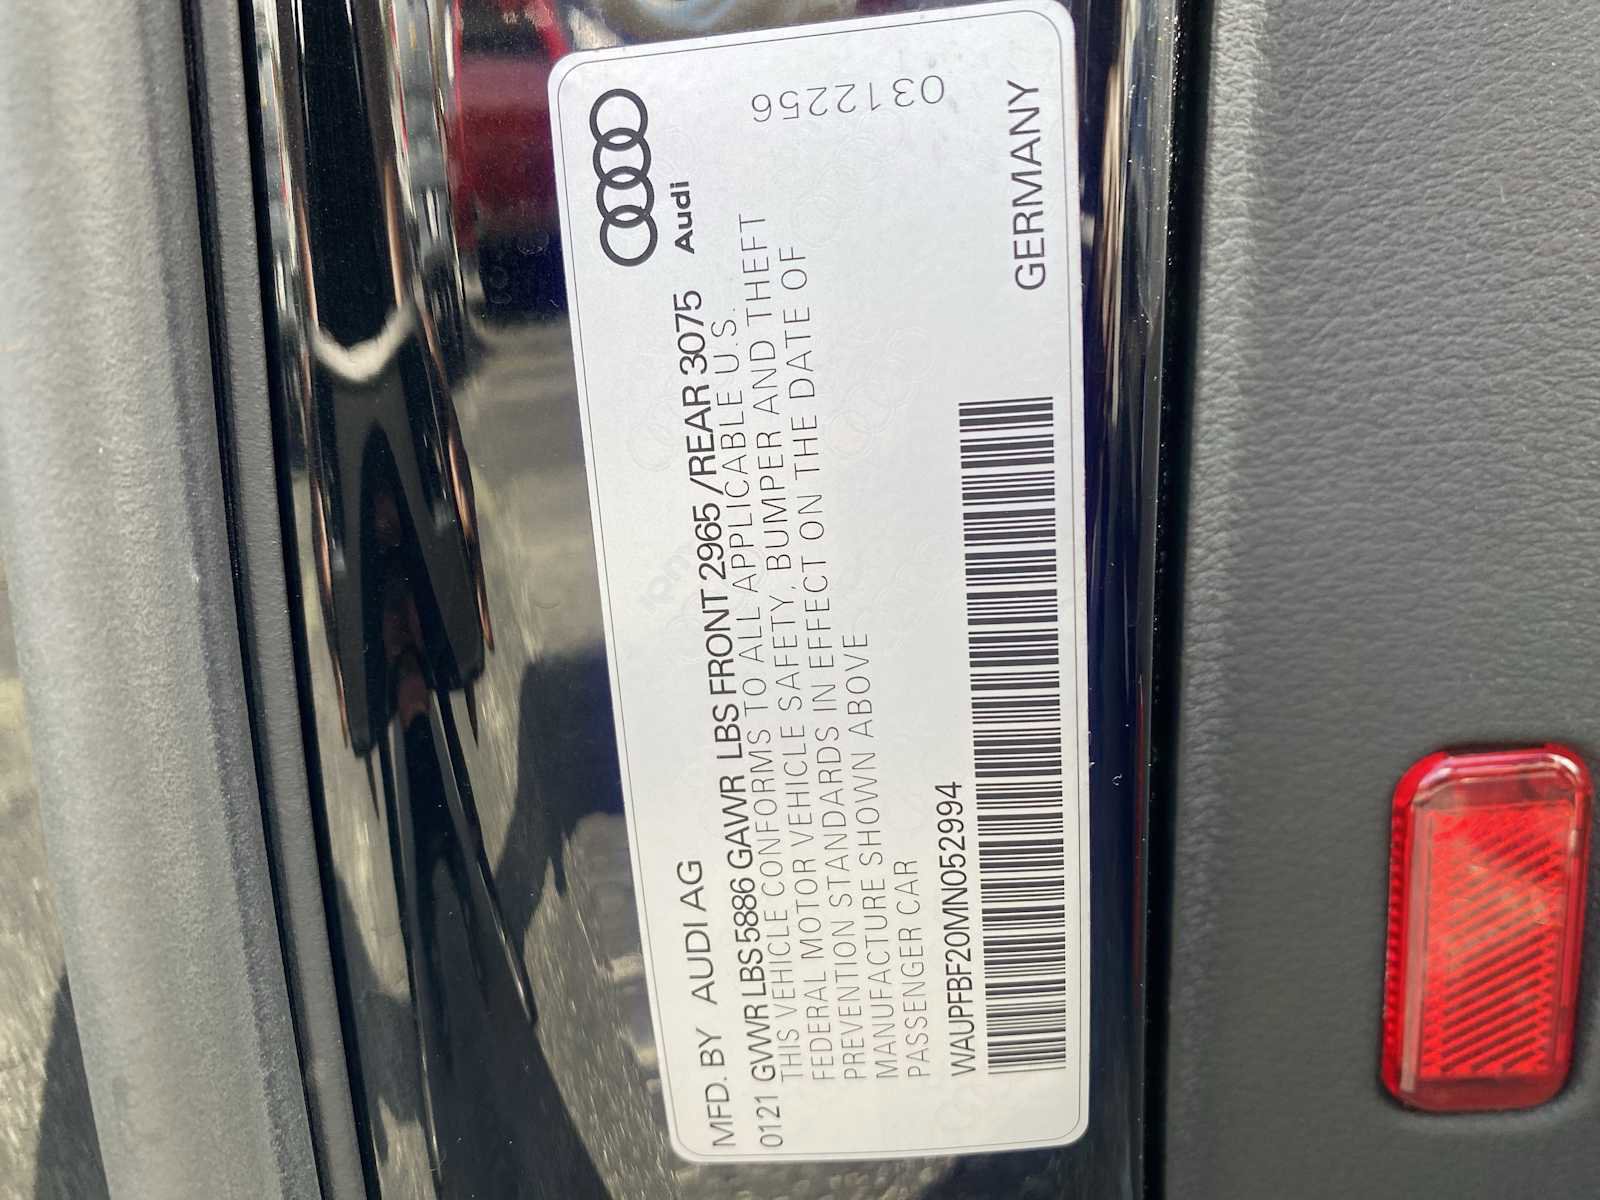 Audi
MFD. BY AUDI AG
0121 GVWR LBS 5886 GAWR LBS FRONT 2965 /REAR 3075
THIS VEHICLE CONFORMS TO ALL APPLICABLE U.S.
FEDERAL MOTOR VEHICLE SAFETY, BUMPER AND THEFT
PREVENTION STANDARDS IN EFFECT ON THE DATE OF
MANUFACTURE SHOWN ABOVE
PASSENGER CAR
0312256
WAUPFBF20MN052994
GERMANY